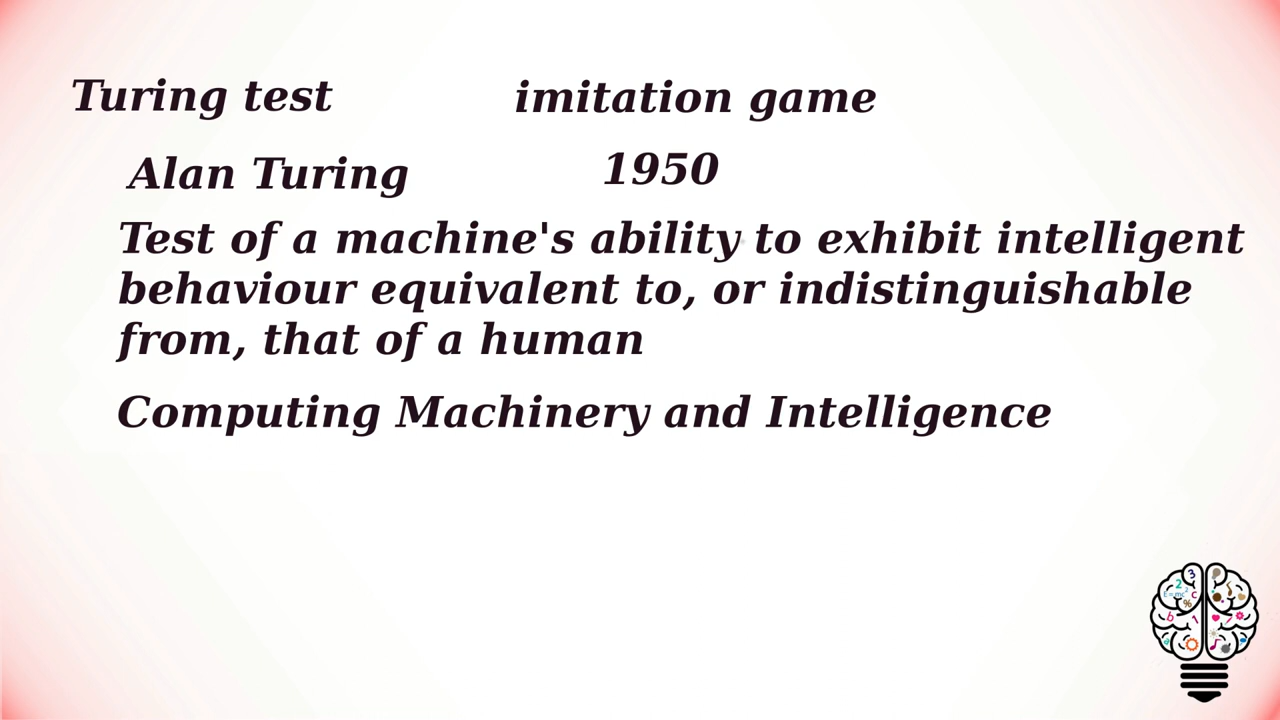 Turing test imitation game
Alan Turing 1950
Test of a machine's ability to exhibit intelligent
behaviour equivalent to, or indistinguishable
from, that of a human
Computing Machinery and Intelligence